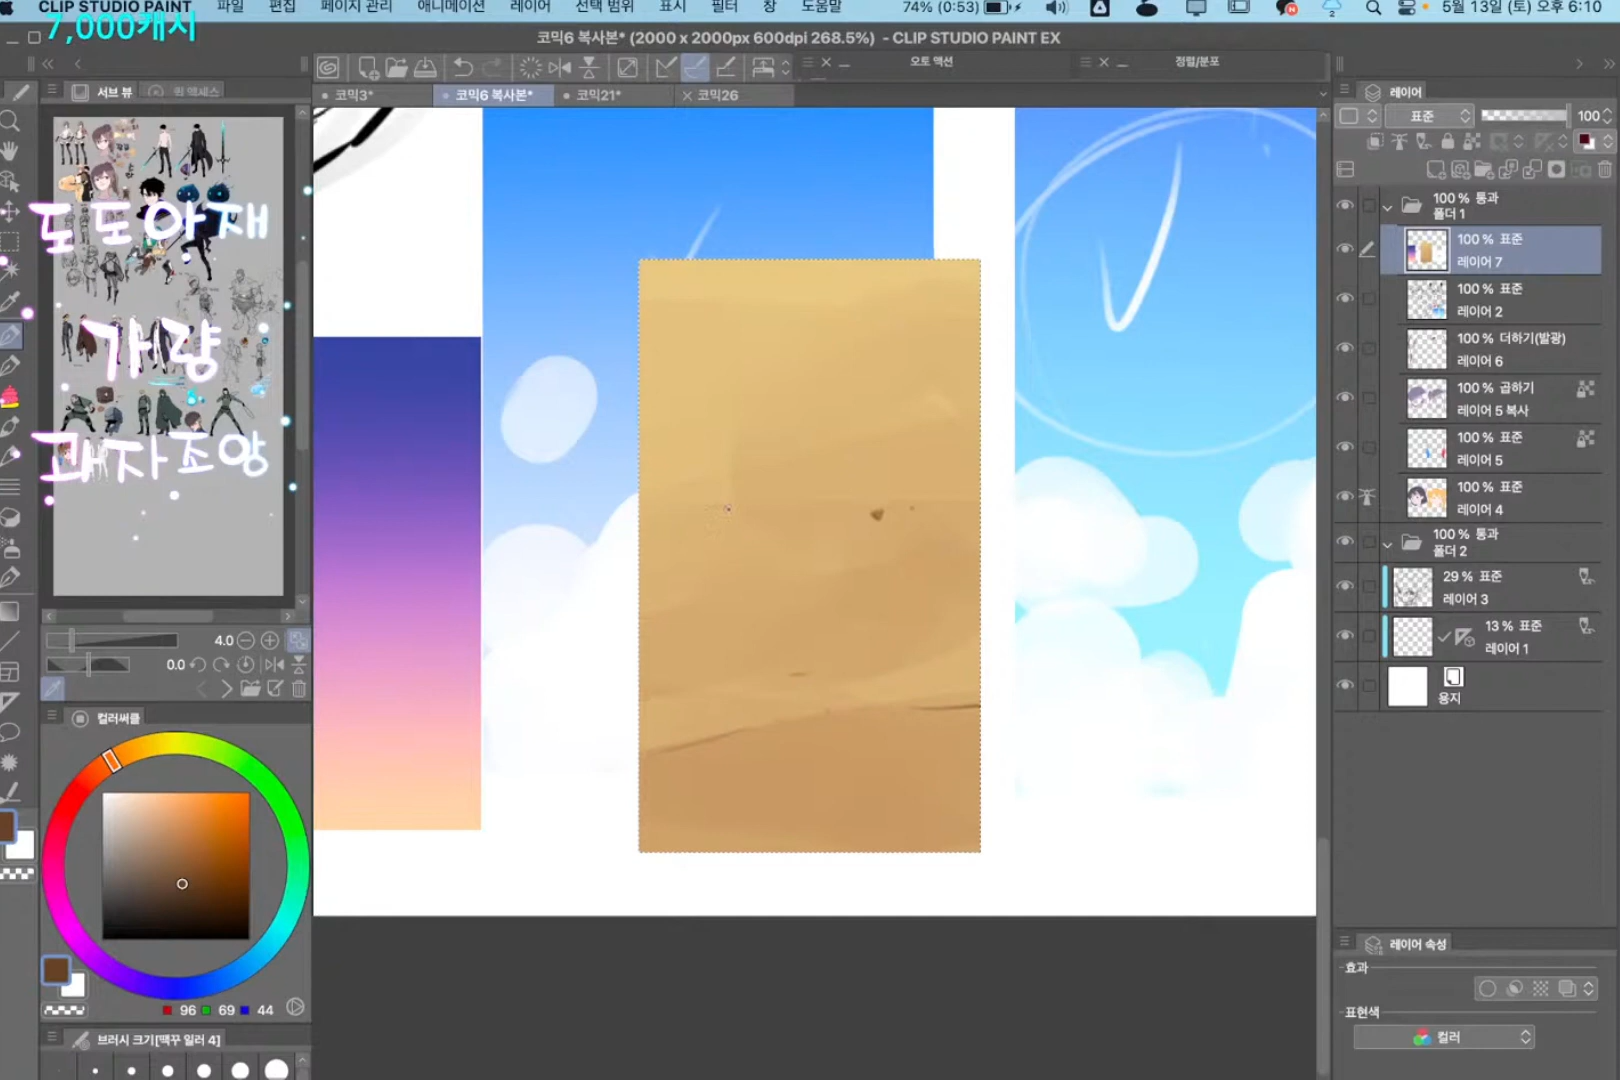 CLIP STUDIO PAINT 파일 편집 페이지 관리 애니메이션 레이어 선택 범위 표시 필터 창 도움말 74% (0:53) 5월 13일 (토) 오후 6:10
7,000캐시
코믹6 복사본* (2000 x 2000px 600dpi 268.5%) - CLIP STUDIO PAINT EX
오토 액션
정렬/분포
서브 뷰
퀵 액세스
코믹3*
코믹6 복사본*
코믹21*
코믹26
레이어
표준
100
도도아재
가량
과자조앙
100 % 통과
폴더 1
100 % 표준
레이어 7
100 % 표준
레이어 2
100 % 더하기(발광)
레이어 6
100 % 곱하기
레이어 5 복사
100 % 표준
레이어 5
100 % 표준
레이어 4
100 % 통과
폴더 2
29 % 표준
레이어 3
13 % 표준
레이어 1
용지
4.0
0.0
컬러써클
96 69 44
브러시 크기[맥꾸 일러 4]
레이어 속성
효과
표현색
컬러